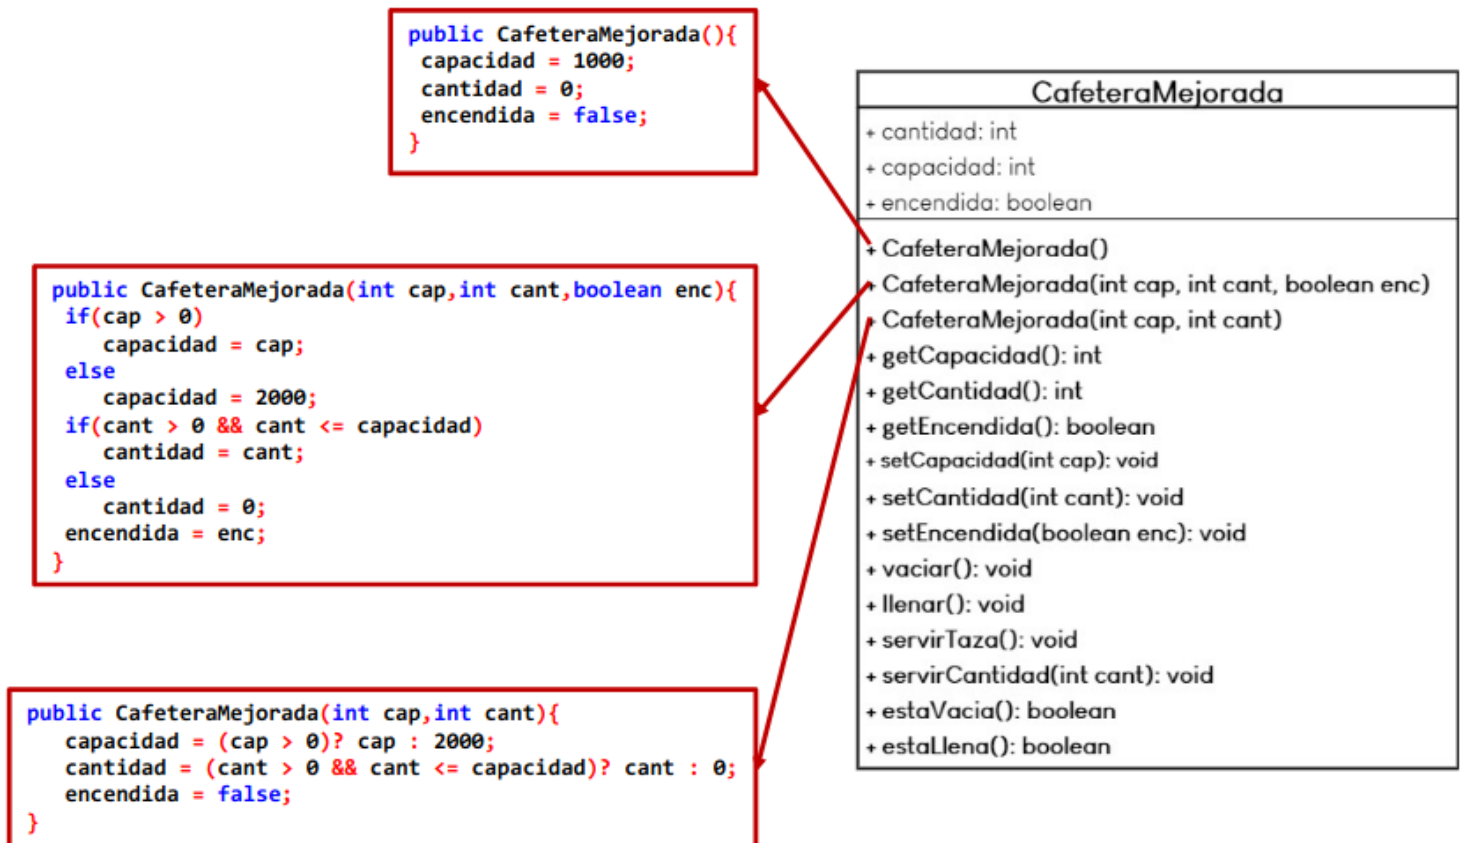 public CafeteraMejorada(){
capacidad = 1000;
cantidad = 0;
encendida = false;
}
public CafeteraMejorada(int cap,int cant,boolean enc){
if(cap > 0)
capacidad = cap;
else
capacidad = 2000;
if(cant > 0 && cant <= capacidad)
cantidad = cant;
else
cantidad = 0;
encendida = enc;
}
public CafeteraMejorada(int cap,int cant){
capacidad = (cap > 0)? cap : 2000;
cantidad = (cant > 0 && cant <= capacidad)? cant : 0;
encendida = false;
}
CafeteraMejorada
+ cantidad: int
+ capacidad: int
+ encendida: boolean
+ CafeteraMejorada()
+ CafeteraMejorada(int cap, int cant, boolean enc)
+ CafeteraMejorada(int cap, int cant)
+ getCapacidad(): int
+ getCantidad(): int
+ getEncendida(): boolean
+ setCapacidad(int cap): void
+ setCantidad(int cant): void
+ setEncendida(boolean enc): void
+ vaciar(): void
+ llenar(): void
+ servirTaza(): void
+ servirCantidad(int cant): void
+ estaVacia(): boolean
+ estaLlena(): boolean